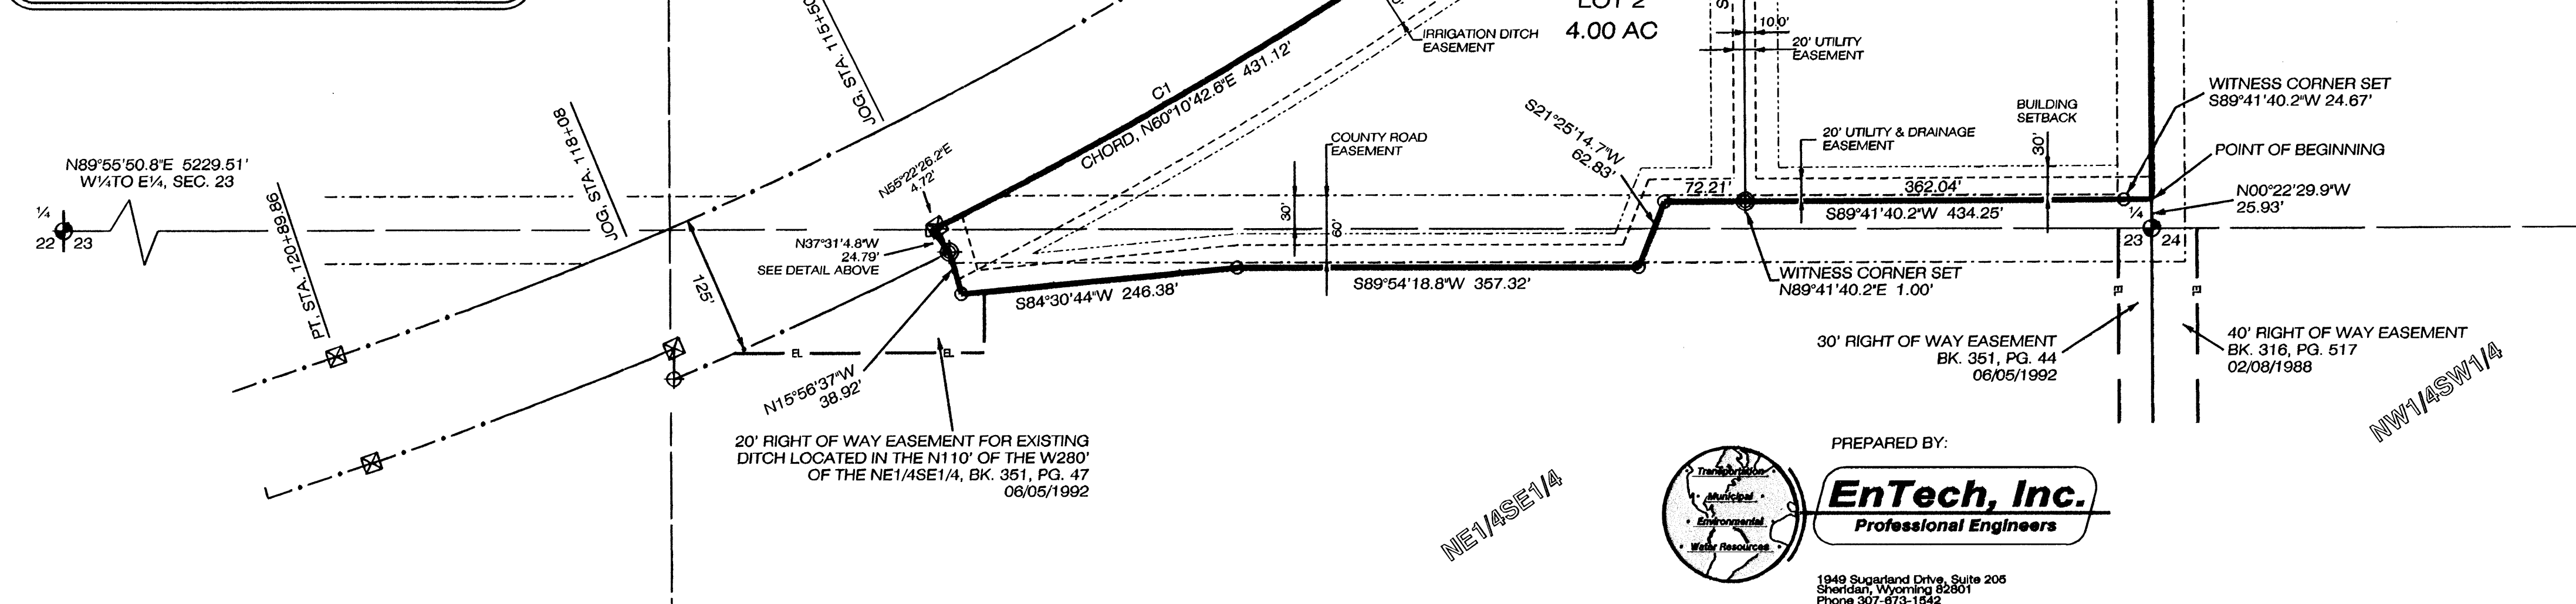 N89°55'50.8"E 5229.51'
W1/4TO E1/4, SEC. 23
1/4
22
23
PT. STA. 120+89.86
JOG, STA. 118+08
JOG, STA. 115+50
125'
N55°22'26.2"E
4.72'
C1
CHORD, N60°10'42.6"E 431.12'
N37°31'4.8"W
24.79'
SEE DETAIL ABOVE
N15°56'37"W
38.92'
EL
EL
20' RIGHT OF WAY EASEMENT FOR EXISTING
DITCH LOCATED IN THE N110' OF THE W280'
OF THE NE1/4SE1/4, BK. 351, PG. 47
06/05/1992
S84°30'44"W 246.38'
COUNTY ROAD
EASEMENT
30'
60'
S89°54'18.8"W 357.32'
IRRIGATION DITCH
EASEMENT
LOT 2
4.00 AC
S21°25'14.7"W
62.83'
72.21'
10.0'
20' UTILITY
EASEMENT
20' UTILITY & DRAINAGE
EASEMENT
362.04'
S89°41'40.2"W 434.25'
BUILDING
SETBACK
30'
WITNESS CORNER SET
S89°41'40.2"W 24.67'
POINT OF BEGINNING
N00°22'29.9"W
25.93'
1/4
23
24
WITNESS CORNER SET
N89°41'40.2"E 1.00'
30' RIGHT OF WAY EASEMENT
BK. 351, PG. 44
06/05/1992
EL
EL
40' RIGHT OF WAY EASEMENT
BK. 316, PG. 517
02/08/1988
NW1/4SW1/4
NE1/4SE1/4
PREPARED BY:
Transportation
Municipal
Environmental
Water Resources
EnTech, Inc.
Professional Engineers
1949 Sugarland Drive, Suite 205
Sheridan, Wyoming 82801
Phone 307-673-1542